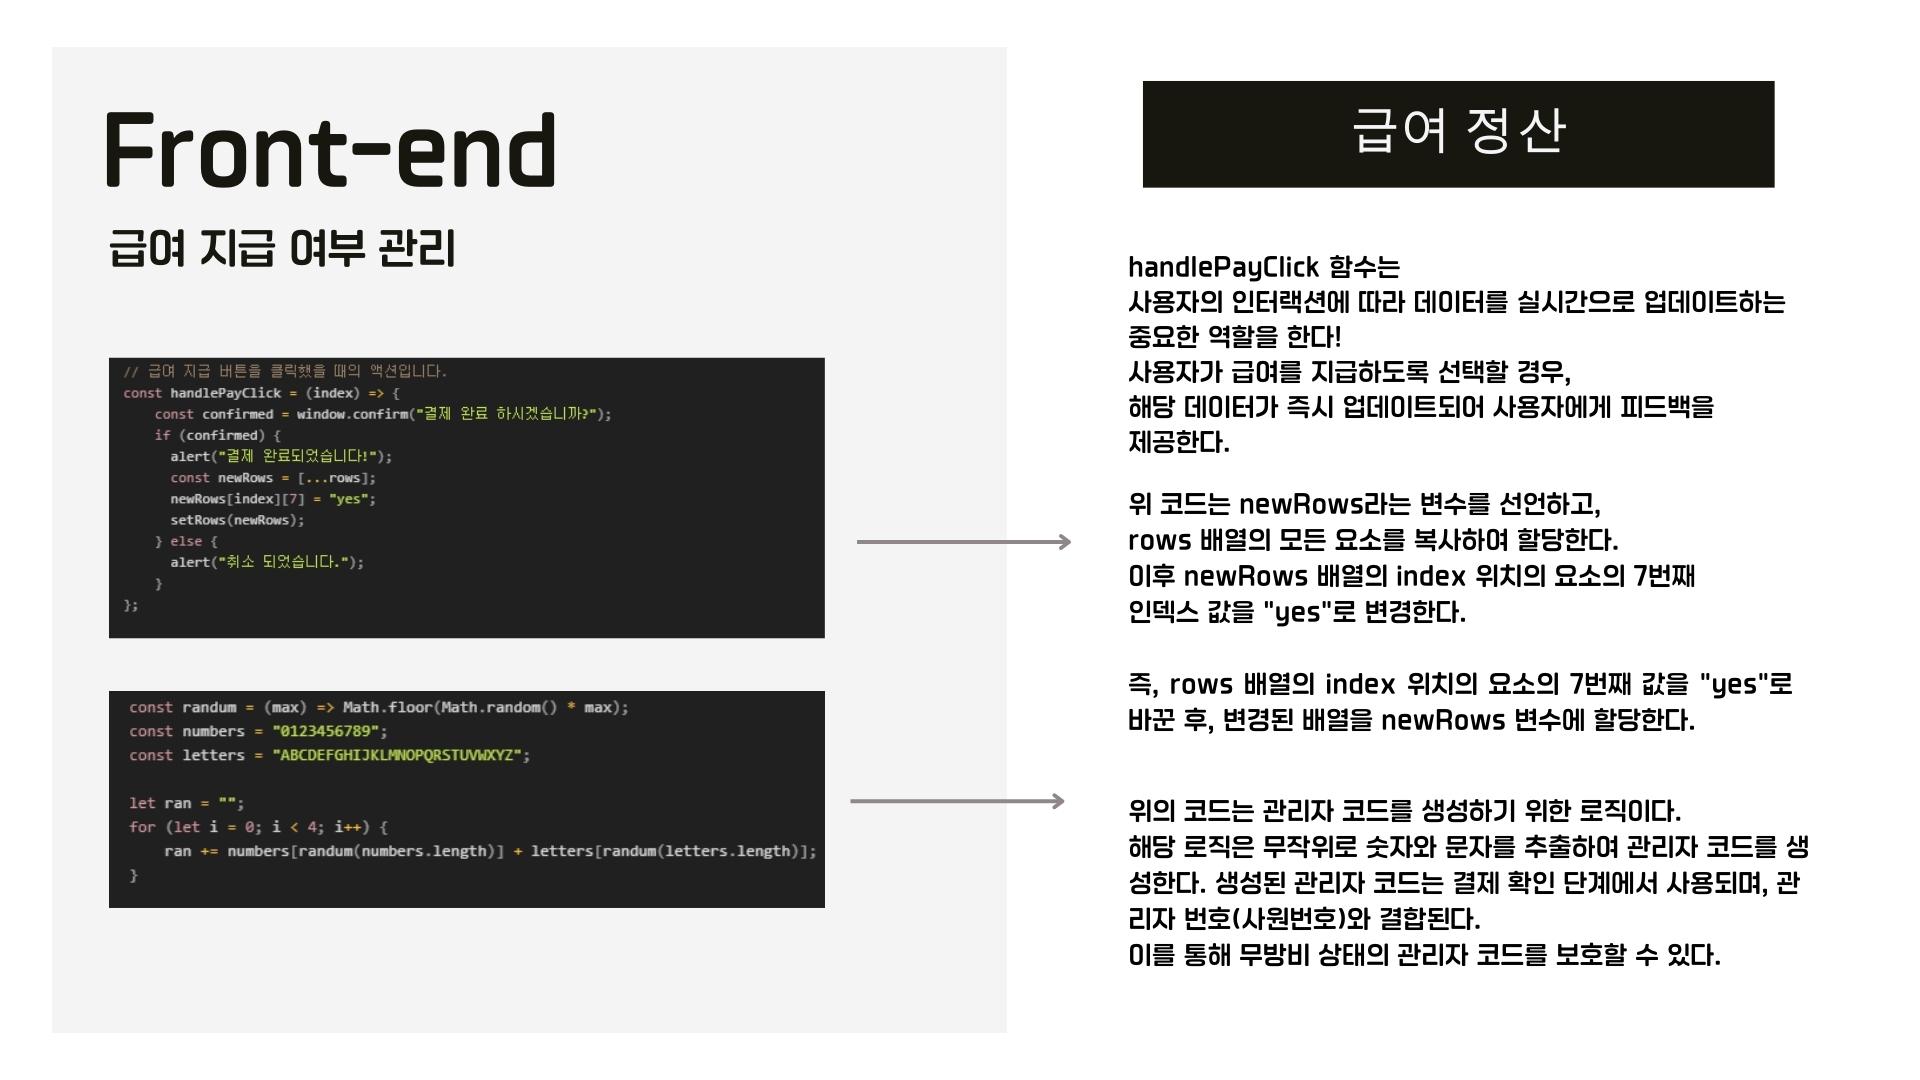 Front-end
급여 지급 여부 관리
// 급여 지급 버튼을 클릭했을 때의 액션입니다.
const handlePayClick = (index) => {
    const confirmed = window.confirm("결제 완료 하시겠습니까?");
    if (confirmed) {
      alert("결제 완료되었습니다!");
      const newRows = [...rows];
      newRows[index][7] = "yes";
      setRows(newRows);
    } else {
      alert("취소 되었습니다.");
    }
};
const randum = (max) => Math.floor(Math.random() * max);
const numbers = "0123456789";
const letters = "ABCDEFGHIJKLMNOPQRSTUVWXYZ";
let ran = "";
for (let i = 0; i < 4; i++) {
    ran += numbers[randum(numbers.length)] + letters[randum(letters.length)];
}
급여 정산
handlePayClick 함수는
사용자의 인터랙션에 따라 데이터를 실시간으로 업데이트하는
중요한 역할을 한다!
사용자가 급여를 지급하도록 선택할 경우,
해당 데이터가 즉시 업데이트되어 사용자에게 피드백을
제공한다.
위 코드는 newRows라는 변수를 선언하고,
rows 배열의 모든 요소를 복사하여 할당한다.
이후 newRows 배열의 index 위치의 요소의 7번째
인덱스 값을 "yes"로 변경한다.
즉, rows 배열의 index 위치의 요소의 7번째 값을 "yes"로
바꾼 후, 변경된 배열을 newRows 변수에 할당한다.
위의 코드는 관리자 코드를 생성하기 위한 로직이다.
해당 로직은 무작위로 숫자와 문자를 추출하여 관리자 코드를 생
성한다. 생성된 관리자 코드는 결제 확인 단계에서 사용되며, 관
리자 번호(사원번호)와 결합된다.
이를 통해 무방비 상태의 관리자 코드를 보호할 수 있다.